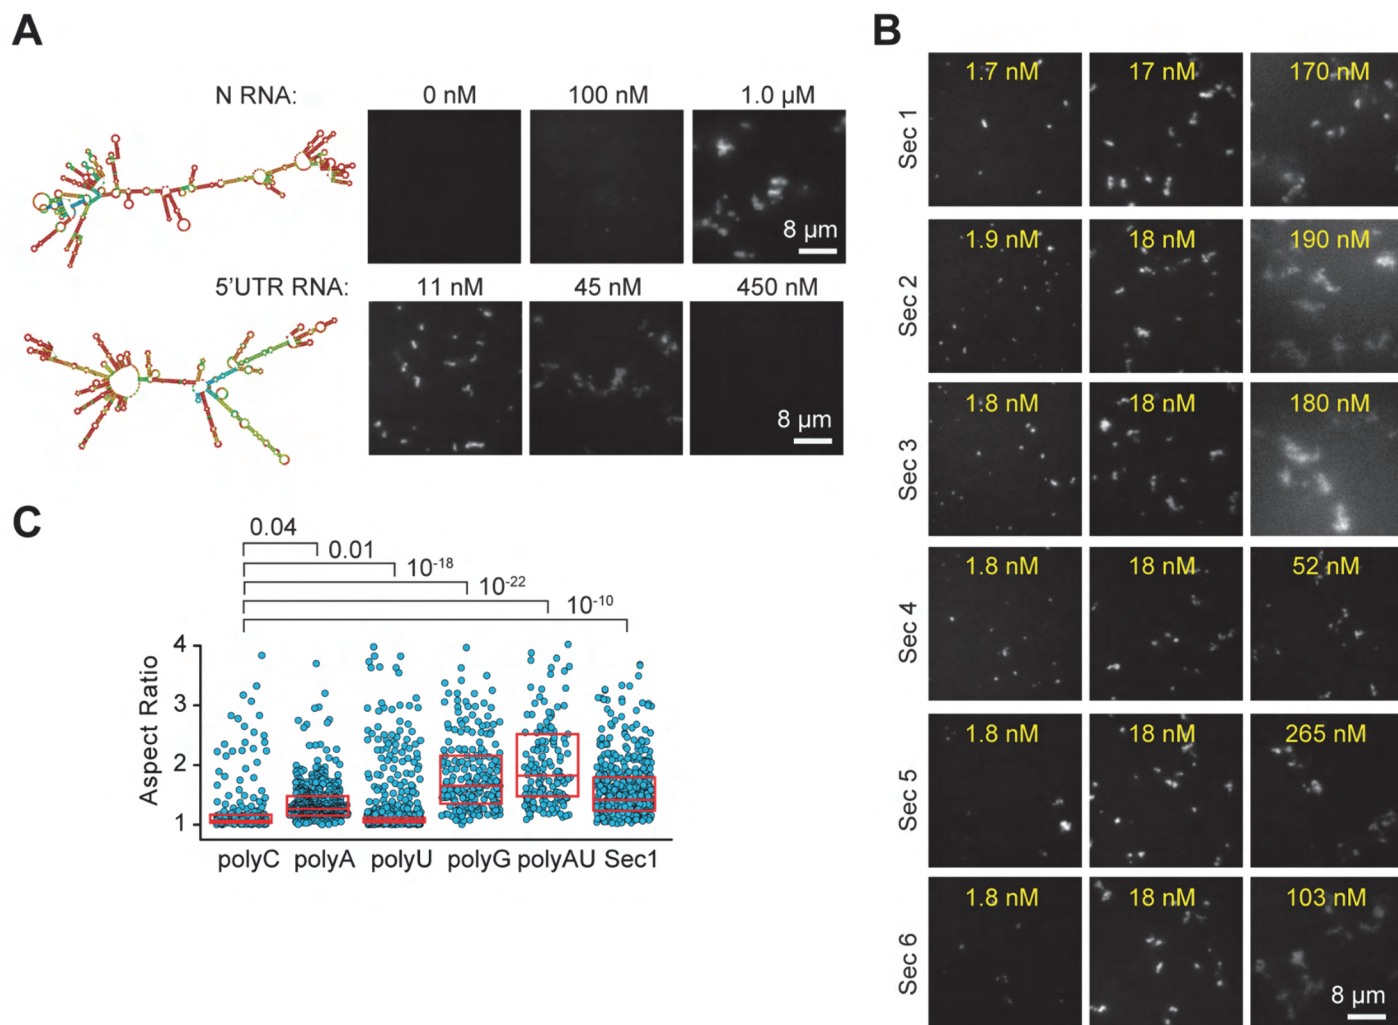 A
N RNA:
0 nM
100 nM
1.0 µM
8 µm
5'UTR RNA:
11 nM
45 nM
450 nM
8 µm
B
Sec 1
1.7 nM
17 nM
170 nM
Sec 2
1.9 nM
18 nM
190 nM
Sec 3
1.8 nM
18 nM
180 nM
Sec 4
1.8 nM
18 nM
52 nM
Sec 5
1.8 nM
18 nM
265 nM
Sec 6
1.8 nM
18 nM
103 nM
8 µm
C
0.04
0.01
10⁻¹⁸
10⁻²²
10⁻¹⁰
Aspect Ratio
4
3
2
1
polyC polyA polyU polyG polyAU Sec1